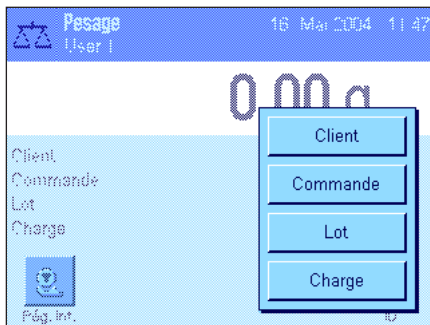 Pesage
16. Mai 2004 11:47
User 1
0.00 g
Client
Commande
Lot
Charge
Client
Commande
Lot
Charge
Rég. int.
ID